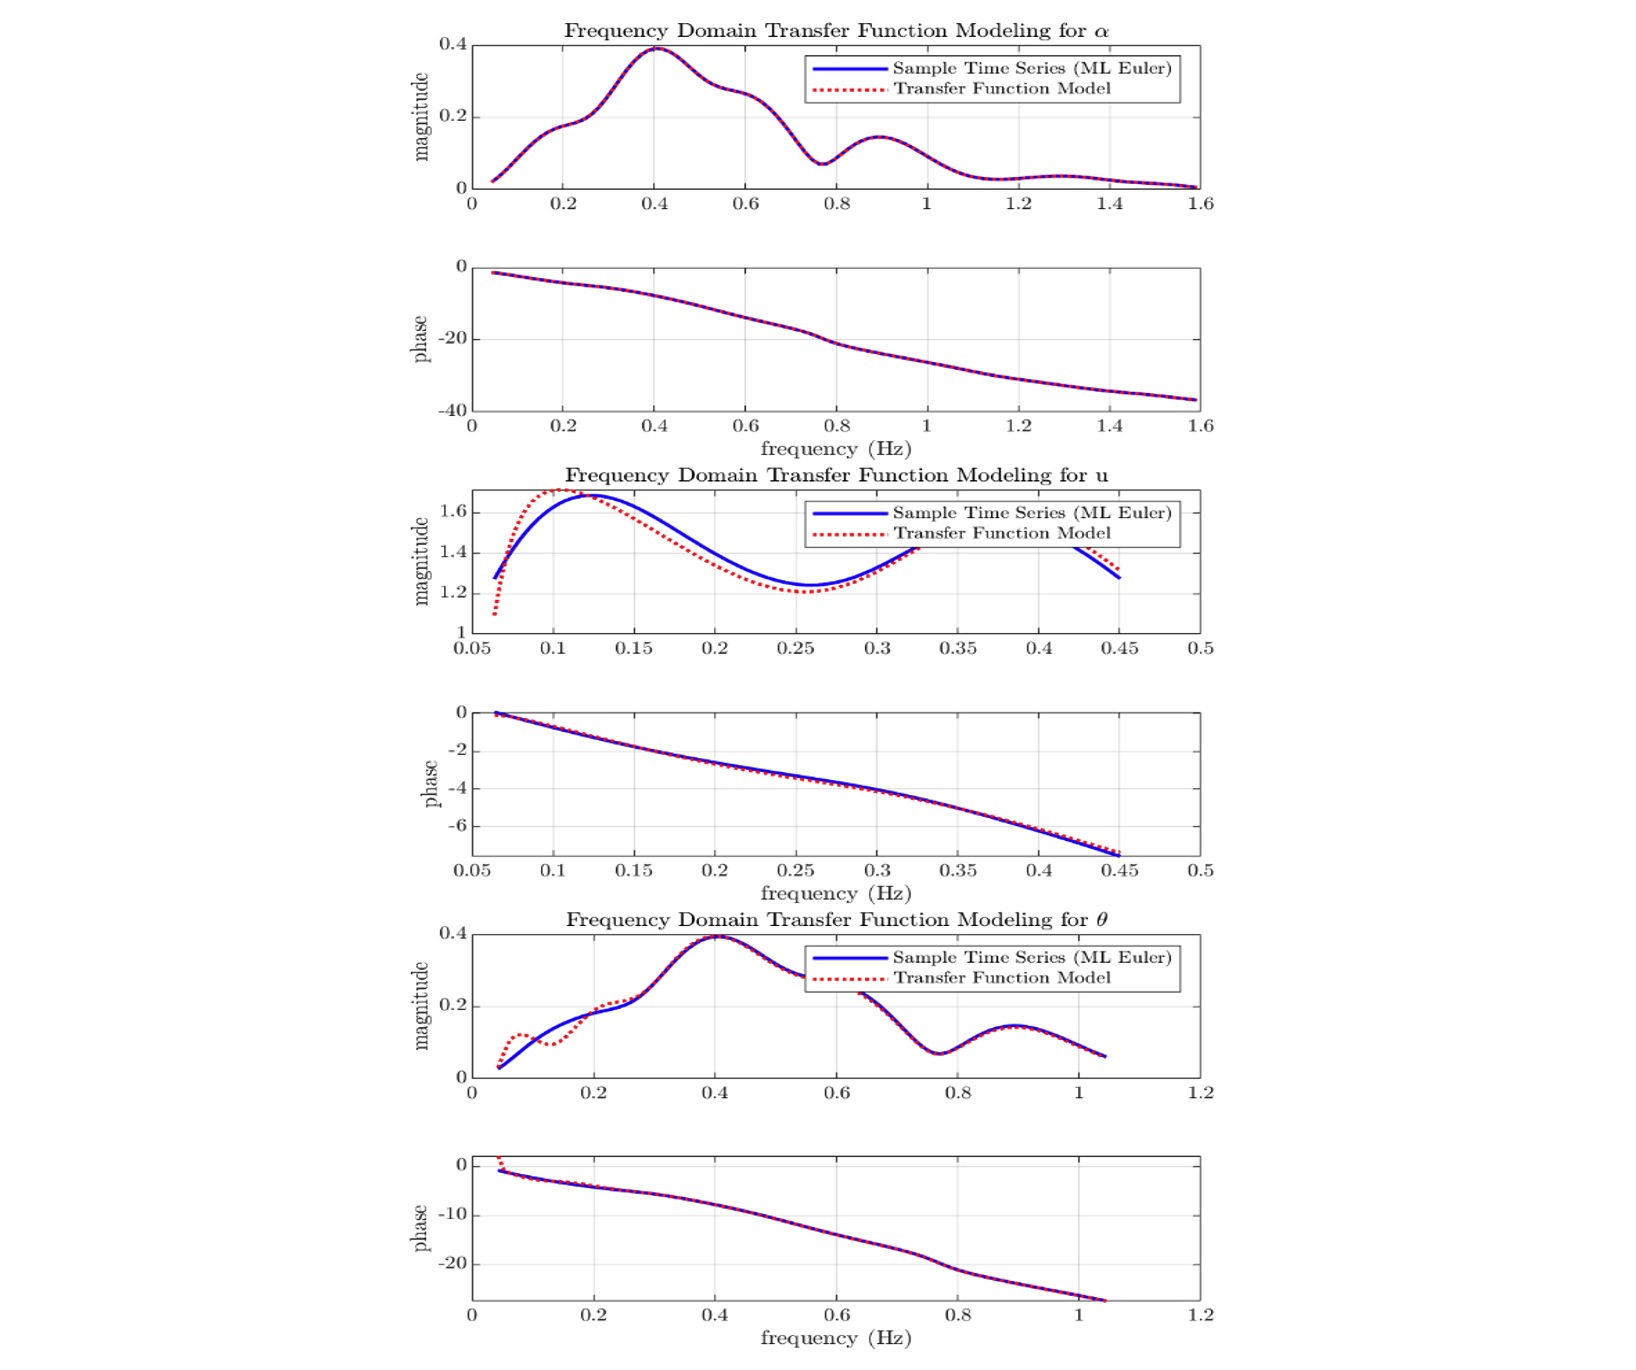 Frequency Domain Transfer Function Modeling for α
0.4
0.2
0
magnitude
Sample Time Series (ML Euler)
Transfer Function Model
0 0.2 0.4 0.6 0.8 1 1.2 1.4 1.6
0
-20
-40
phase
0 0.2 0.4 0.6 0.8 1 1.2 1.4 1.6
frequency (Hz)
Frequency Domain Transfer Function Modeling for u
1.6
1.4
1.2
1
magnitude
Sample Time Series (ML Euler)
Transfer Function Model
0.05 0.1 0.15 0.2 0.25 0.3 0.35 0.4 0.45 0.5
0
-2
-4
-6
phase
0.05 0.1 0.15 0.2 0.25 0.3 0.35 0.4 0.45 0.5
frequency (Hz)
Frequency Domain Transfer Function Modeling for θ
0.4
0.2
0
magnitude
Sample Time Series (ML Euler)
Transfer Function Model
0 0.2 0.4 0.6 0.8 1 1.2
0
-10
-20
phase
0 0.2 0.4 0.6 0.8 1 1.2
frequency (Hz)